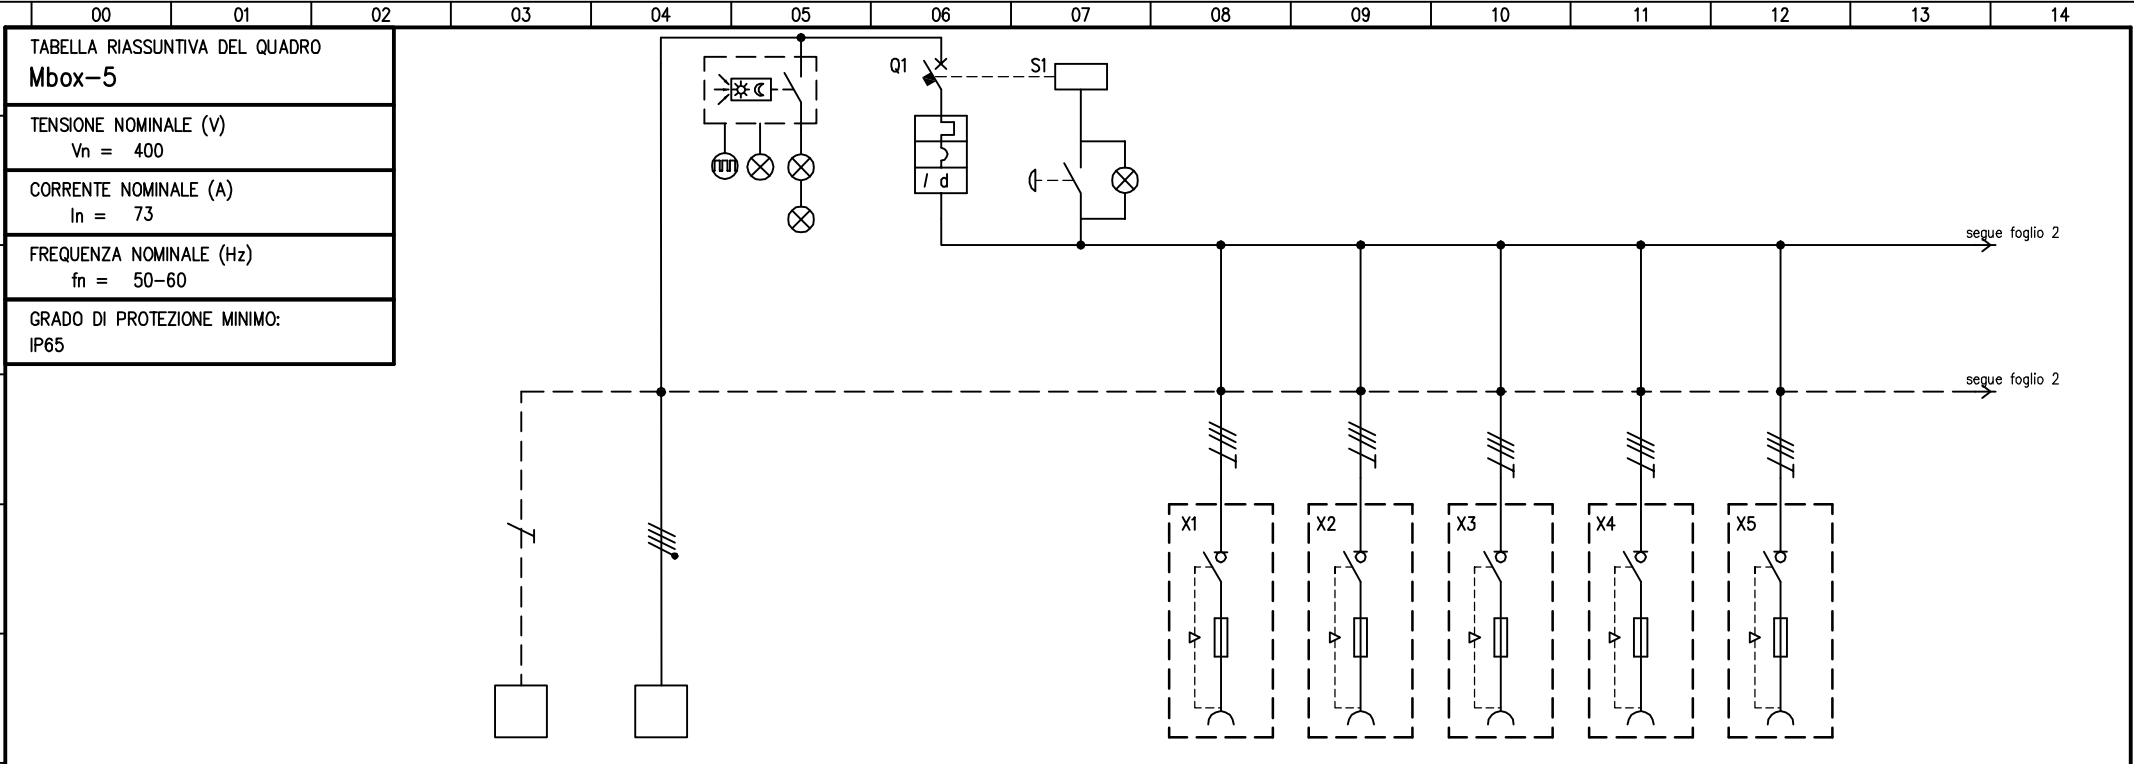 00 01 02 03 04 05 06 07 08 09 10 11 12 13 14
TABELLA RIASSUNTIVA DEL QUADRO
Mbox-5
TENSIONE NOMINALE (V)
Vn = 400
CORRENTE NOMINALE (A)
In = 73
FREQUENZA NOMINALE (Hz)
fn = 50-60
GRADO DI PROTEZIONE MINIMO:
IP65
Q1 S1
I d
segue foglio 2
segue foglio 2
X1 X2 X3 X4 X5